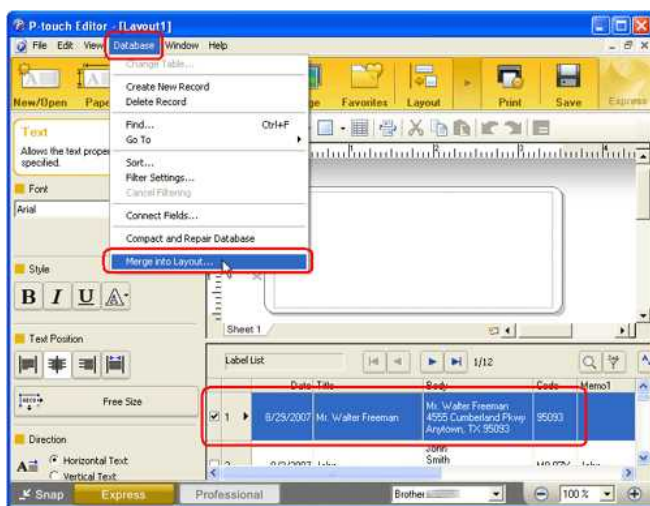 P-touch Editor - [Layout1]
File Edit View Database Window Help
Change Table...
Create New Record
Delete Record
Find... Ctrl+F
Go To
Sort...
Filter Settings...
Cancel Filtering
Connect Fields...
Compact and Repair Database
Merge into Layout...
New/Open Favorites Layout Print Save Express
Text
Allows the text
specified.
Font
Arial
Style
B I U A
Text Position
Free Size
Direction
A Horizontal Text
Vertical Text
Sheet 1
Label List 1/12
Date Title Body Code Memo1
1 8/29/2007 Mr. Walter Freeman Mr. Walter Freeman
4555 Cumberland Pkwy
Anytown, TX 95093 95093
John
Smith
Snap Express Professional Brother 100 %